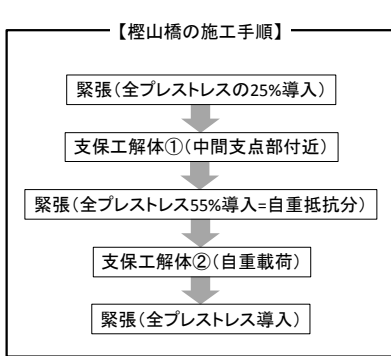 【樫山橋の施工手順】
緊張(全プレストレスの25%導入)
支保工解体①(中間支点部付近)
緊張(全プレストレス55%導入=自重抵抗分)
支保工解体②(自重載荷)
緊張(全プレストレス導入)